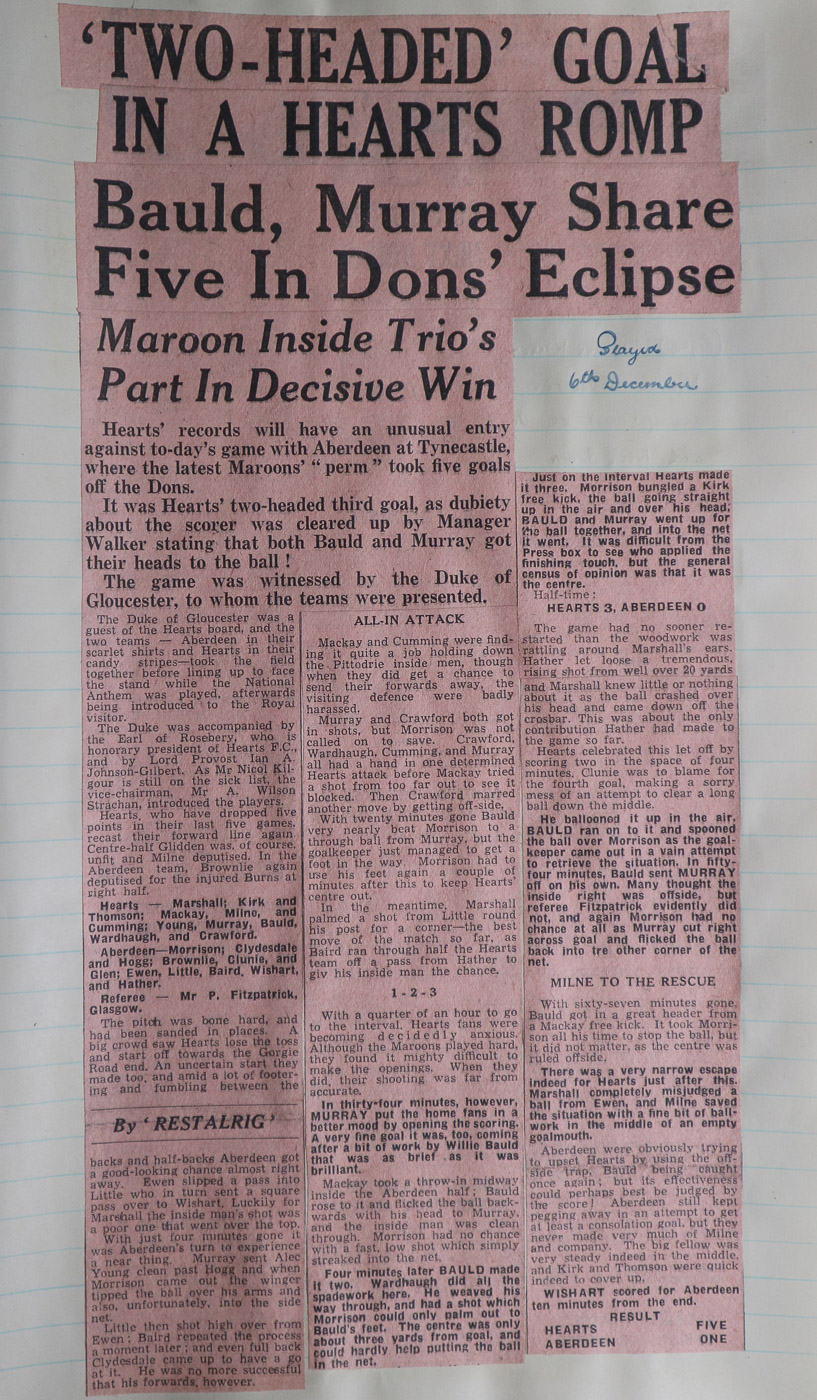 ‘TWO-HEADED’ GOAL
IN A HEARTS ROMP
Bauld, Murray Share
Five In Dons’ Eclipse
Maroon Inside Trio’s
Part In Decisive Win
Played
6th December
Hearts’ records will have an unusual entry
against to-day’s game with Aberdeen at Tynecastle,
where the latest Maroons’ “ perm ” took five goals
off the Dons.
It was Hearts’ two-headed third goal, as dubiety
about the scorer was cleared up by Manager
Walker stating that both Bauld and Murray got
their heads to the ball !
The game was witnessed by the Duke of
Gloucester, to whom the teams were presented.
The Duke of Gloucester was a
guest of the Hearts board, and the
two teams — Aberdeen in their
scarlet shirts and Hearts in their
candy stripes—took the field
together before lining up to face
the stand while the National
Anthem was played, afterwards
being introduced to the Royal
visitor.
The Duke was accompanied by
the Earl of Rosebery, who is
honorary president of Hearts F.C.,
and by Lord Provost Ian A.
Johnson-Gilbert. As Mr Nicol Kil-
gour is still on the sick list, the
vice-chairman, Mr A. Wilson
Strachan, introduced the players.
Hearts, who have dropped five
points in their last five games,
recast their forward line again.
Centre-half Glidden was, of course,
unfit and Milne deputised. In the
Aberdeen team, Brownlie again
deputised for the injured Burns at
right half.
Hearts — Marshall; Kirk and
Thomson; Mackay, Milne, and
Cumming; Young, Murray, Bauld,
Wardhaugh, and Crawford.
Aberdeen—Morrison; Clydesdale
and Hogg; Brownlie, Clunie, and
Glen; Ewen, Little, Baird, Wishart,
and Hather.
Referee — Mr P. Fitzpatrick,
Glasgow.
The pitch was bone hard, and
had been sanded in places. A
big crowd saw Hearts lose the toss
and start off towards the Gorgie
Road end. An uncertain start they
made too, and amid a lot of footer-
ing and fumbling between the
By ‘ RESTALRIG ’
backs and half-backs Aberdeen got
a good-looking chance almost right
away. Ewen slipped a pass into
Little who in turn sent a square
pass over to Wishart. Luckily for
Marshall the inside man’s shot was
a poor one that went over the top.
With just four minutes gone it
was Aberdeen’s turn to experience
a near thing. Murray sent Alec
Young clean past Hogg and when
Morrison came out the winger
tipped the ball over his arms and
also, unfortunately, into the side
net.
Little then shot high over from
Ewen; Baird repeated the process
a moment later; and even full back
Clydesdale came up to have a go
at it. He was no more successful
that his forwards, however.
ALL-IN ATTACK
Mackay and Cumming were find-
ing it quite a job holding down
the Pittodrie inside men, though
when they did get a chance to
send their forwards away, the
visiting defence were badly
harassed.
Murray and Crawford both got
in shots, but Morrison was not
called on to save. Crawford,
Wardhaugh, Cumming, and Murray
all had a hand in one determined
Hearts attack before Mackay tried
a shot from too far out to see it
blocked. Then Crawford marred
another move by getting off-side.
With twenty minutes gone Bauld
very nearly beat Morrison to a
through ball from Murray, but the
goalkeeper just managed to get a
foot in the way. Morrison had to
use his feet again a couple of
minutes after this to keep Hearts’
centre out.
In the meantime, Marshall
palmed a shot from Little round
his post for a corner—the best
move of the match so far, as
Baird ran through half the Hearts
team off a pass from Hather to
giv his inside man the chance.
1 - 2 - 3
With a quarter of an hour to go
to the interval, Hearts fans were
becoming decidedly anxious.
Although the Maroons played hard,
they found it mighty difficult to
make the openings. When they
did, their shooting was far from
accurate.
In thirty-four minutes, however,
MURRAY put the home fans in a
better mood by opening the scoring.
A very fine goal it was, too, coming
after a bit of work by Willie Bauld
that was as brief as it was
brilliant.
Mackay took a throw-in midway
inside the Aberdeen half; Bauld
rose to it and flicked the ball back-
wards with his head to Murray,
and the inside man was clean
through. Morrison had no chance
with a fast, low shot which simply
streaked into the net.
Four minutes later BAULD made
it two. Wardhaugh did all the
spadework here. He weaved his
way through, and had a shot which
Morrison could only palm out to
Bauld’s feet. The centre was only
about three yards from goal, and
could hardly help putting the ball
in the net.
Just on the interval Hearts made
it three. Morrison bungled a Kirk
free kick, the ball going straight
up in the air and over his head;
BAULD and Murray went up for
the ball together, and into the net
it went. It was difficult from the
Press box to see who applied the
finishing touch, but the general
census of opinion was that it was
the centre.
Half-time:
HEARTS 3, ABERDEEN 0
The game had no sooner re-
started than the woodwork was
rattling around Marshall’s ears.
Hather let loose a tremendous,
rising shot from well over 20 yards
and Marshall knew little or nothing
about it as the ball crashed over
his head and came down off the
crosbar. This was about the only
contribution Hather had made to
the game so far.
Hearts celebrated this let off by
scoring two in the space of four
minutes. Clunie was to blame for
the fourth goal, making a sorry
mess of an attempt to clear a long
ball down the middle.
He ballooned it up in the air,
BAULD ran on to it and spooned
the ball over Morrison as the goal-
keeper came out in a vain attempt
to retrieve the situation. In fifty-
four minutes, Bauld sent MURRAY
off on his own. Many thought the
inside right was offside, but
referee Fitzpatrick evidently did
not, and again Morrison had no
chance at all as Murray cut right
across goal and flicked the ball
back into tre other corner of the
net.
MILNE TO THE RESCUE
With sixty-seven minutes gone,
Bauld got in a great header from
a Mackay free kick. It took Morri-
son all his time to stop the ball, but
it did not matter, as the centre was
ruled offside.
There was a very narrow escape
indeed for Hearts just after this.
Marshall completely misjudged a
ball from Ewen, and Milne saved
the situation with a fine bit of ball-
work in the middle of an empty
goalmouth.
Aberdeen were obviously trying
to upset Hearts by using the off-
side trap, Bauld being caught
once again; but its effectiveness
could perhaps best be judged by
the score! Aberdeen still kept
pegging away in an attempt to get
at least a consolation goal, but they
never made very much of Milne
and company. The big fellow was
very steady indeed in the middle,
and Kirk and Thomson were quick
indeed to cover up.
WISHART scored for Aberdeen
ten minutes from the end.
RESULT
HEARTS FIVE
ABERDEEN ONE